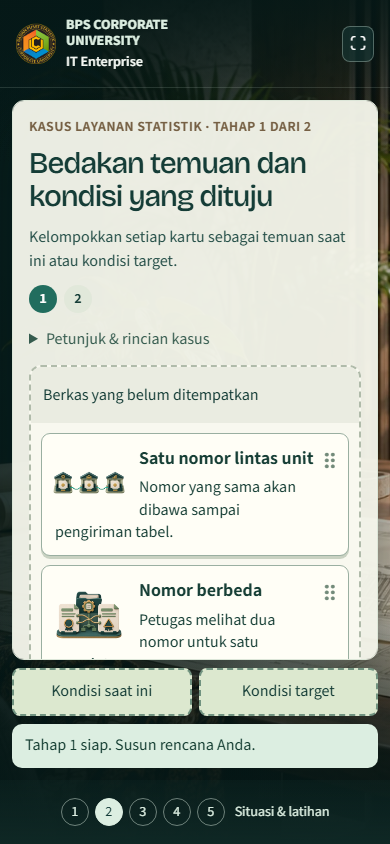 BPS CORPORATE
UNIVERSITY
IT Enterprise
KASUS LAYANAN STATISTIK · TAHAP 1 DARI 2
Bedakan temuan dan
kondisi yang dituju
Kelompokkan setiap kartu sebagai temuan saat
ini atau kondisi target.
1 2
Petunjuk & rincian kasus
Berkas yang belum ditempatkan
Satu nomor lintas unit
Nomor yang sama akan
dibawa sampai
pengiriman tabel.
Nomor berbeda
Petugas melihat dua
nomor untuk satu
Kondisi saat ini
Kondisi target
Tahap 1 siap. Susun rencana Anda.
1 2 3 4 5 Situasi & latihan